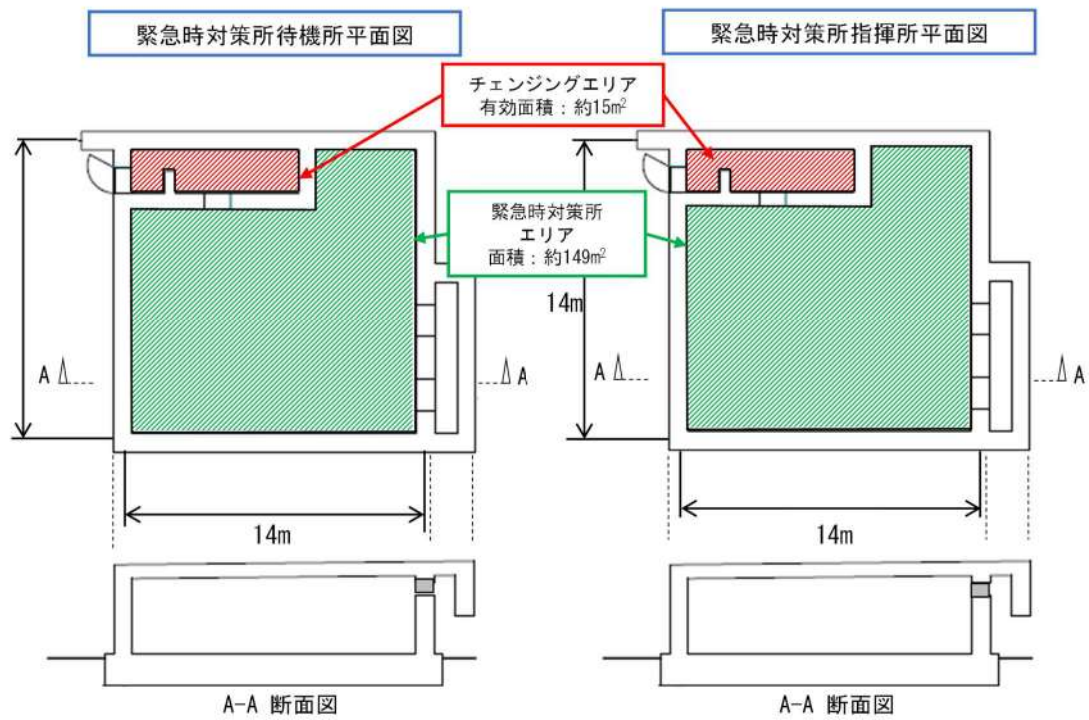 緊急時対策所待機所平面図
緊急時対策所指揮所平面図
チェンジングエリア
有効面積：約15m²
緊急時対策所
エリア
面積：約149m²
14m
A
A
A
A
14m
14m
A-A 断面図
A-A 断面図